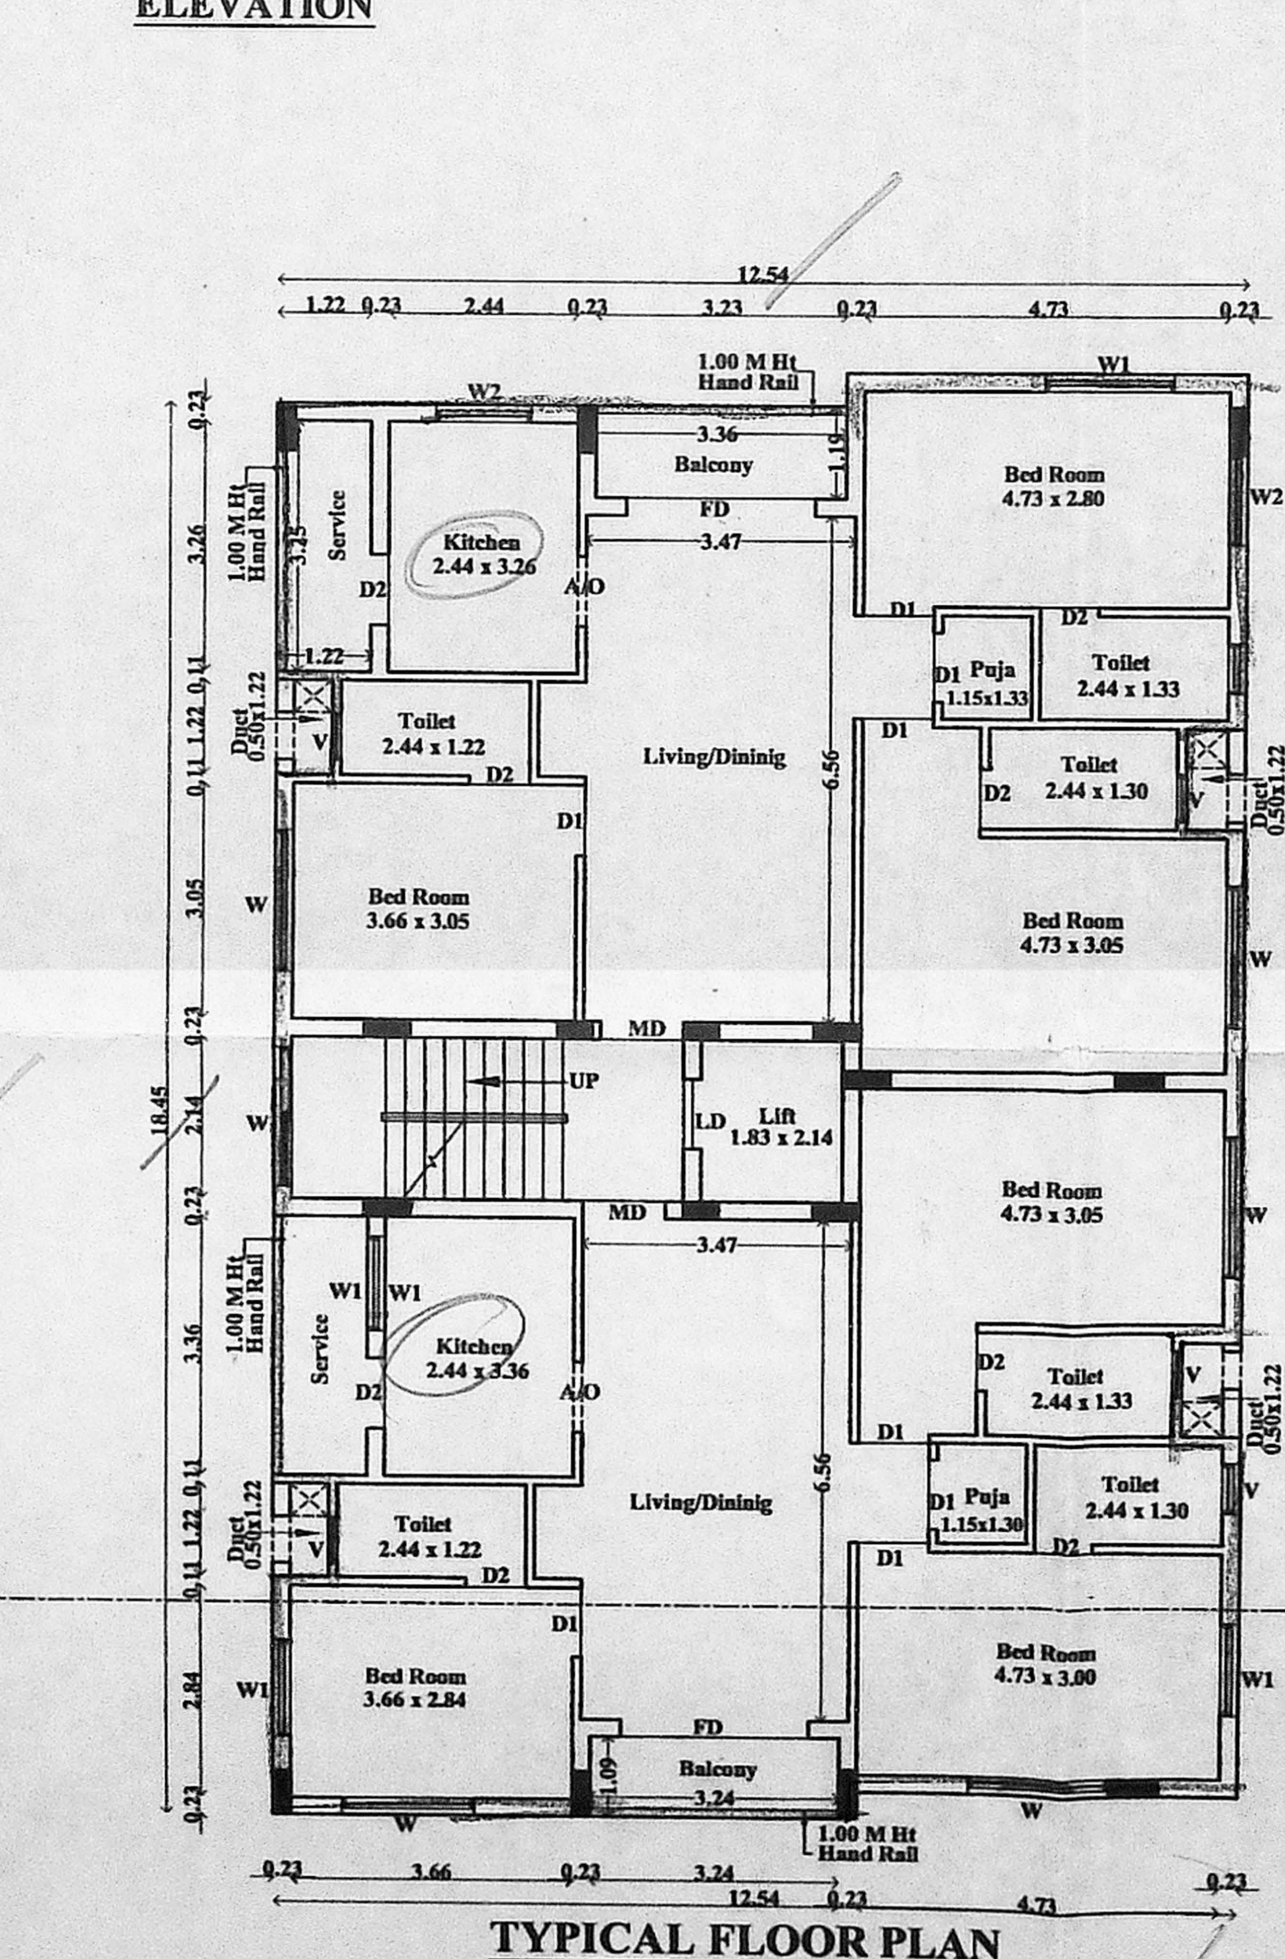 ELEVATION
12.54
1.22 0.23 2.44 0.23 3.23 0.23 4.73 0.23
1.00 M Ht
Hand Rail
W1
W2
0.23
3.36
1.19
Balcony
FD
3.47
Bed Room
4.73 x 2.80
W2
1.00 M Ht
Hand Rail
3.25
Service
Kitchen
2.44 x 3.26
3.26
D2
A/O
1.22
D1
D2
D1 Puja
1.15x1.33
Toilet
2.44 x 1.33
D1
0.11
1.22
0.11
Duct
0.50x1.22
V
Toilet
2.44 x 1.22
D2
Living/Dininig
6.56
Toilet
2.44 x 1.30
D2
V
Duct
0.50x1.22
D1
Bed Room
3.66 x 3.05
3.05
W
Bed Room
4.73 x 3.05
W
0.23
MD
UP
18.45
2.14
W
LD
Lift
1.83 x 2.14
0.23
MD
3.47
Bed Room
4.73 x 3.05
W
1.00 M Ht
Hand Rail
3.36
Service
W1 W1
Kitchen
2.44 x 3.36
D2
A/O
D2
Toilet
2.44 x 1.33
V
Duct
0.50x1.22
D1
0.11
1.22
0.11
Duct
0.50x1.22
V
Toilet
2.44 x 1.22
D2
Living/Dininig
6.56
D1 Puja
1.15x1.30
Toilet
2.44 x 1.30
V
D1
D2
D1
Bed Room
3.66 x 2.84
2.84
W1
Bed Room
4.73 x 3.00
W1
FD
1.09
Balcony
3.24
0.23
W
W
1.00 M Ht
Hand Rail
0.23 3.66 0.23 3.24 0.23
12.54 0.23 4.73
TYPICAL FLOOR PLAN